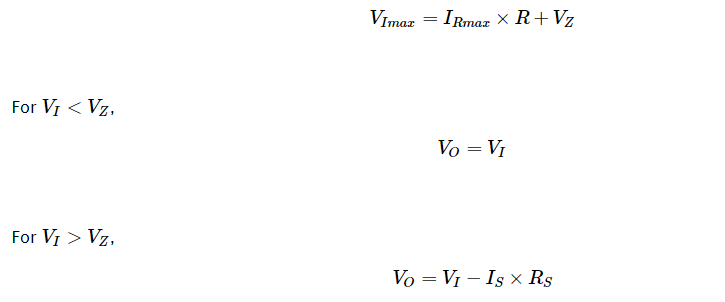 V_{Imax} = I_{Rmax} × R + V_Z
For V_I < V_Z,
V_O = V_I
For V_I > V_Z,
V_O = V_I − I_S × R_S